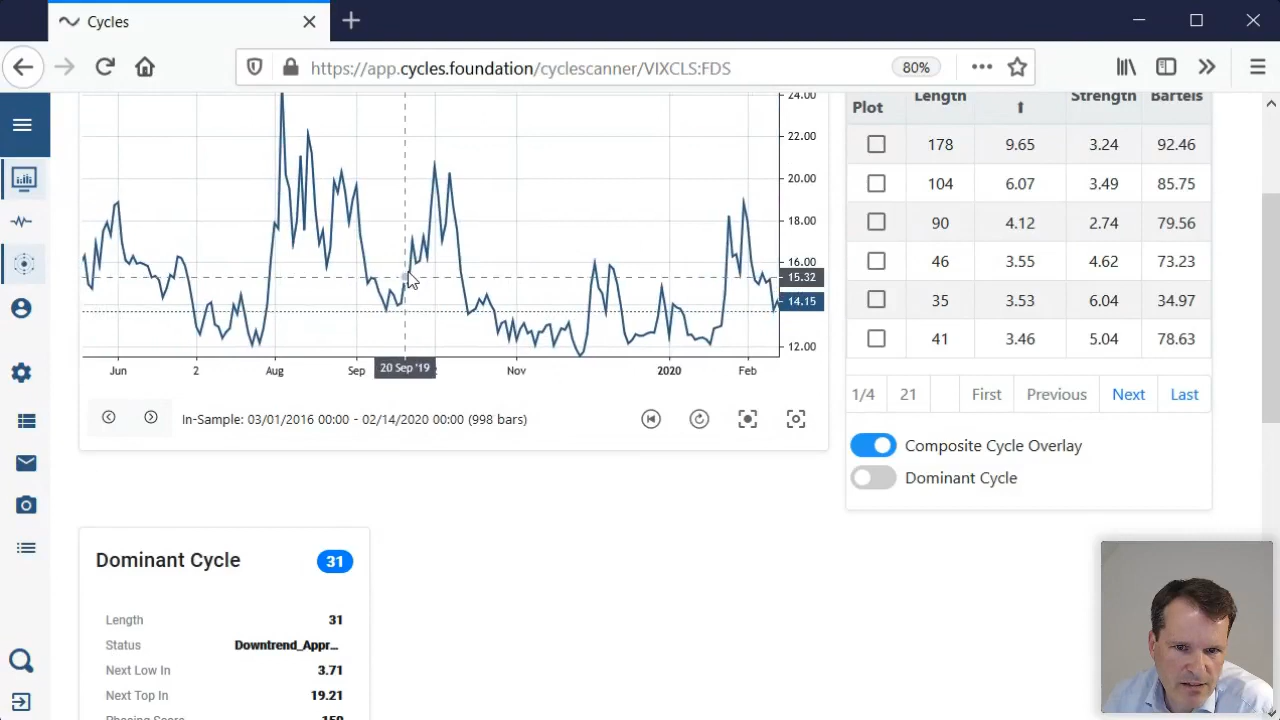 Cycles
https://app.cycles.foundation/cyclescanner/VIXCLS:FDS
80%
24.00
22.00
20.00
18.00
16.00
15.32
14.15
12.00
Jun
2
Aug
Sep
20 Sep '19
Nov
2020
Feb
In-Sample: 03/01/2016 00:00 - 02/14/2020 00:00 (998 bars)
Plot Length Strength Bartels
178 9.65 3.24 92.46
104 6.07 3.49 85.75
90 4.12 2.74 79.56
46 3.55 4.62 73.23
35 3.53 6.04 34.97
41 3.46 5.04 78.63
1/4 21 First Previous Next Last
Composite Cycle Overlay
Dominant Cycle
Dominant Cycle 31
Length 31
Status Downtrend_Appr...
Next Low In 3.71
Next Top In 19.21
Phasing Score 159